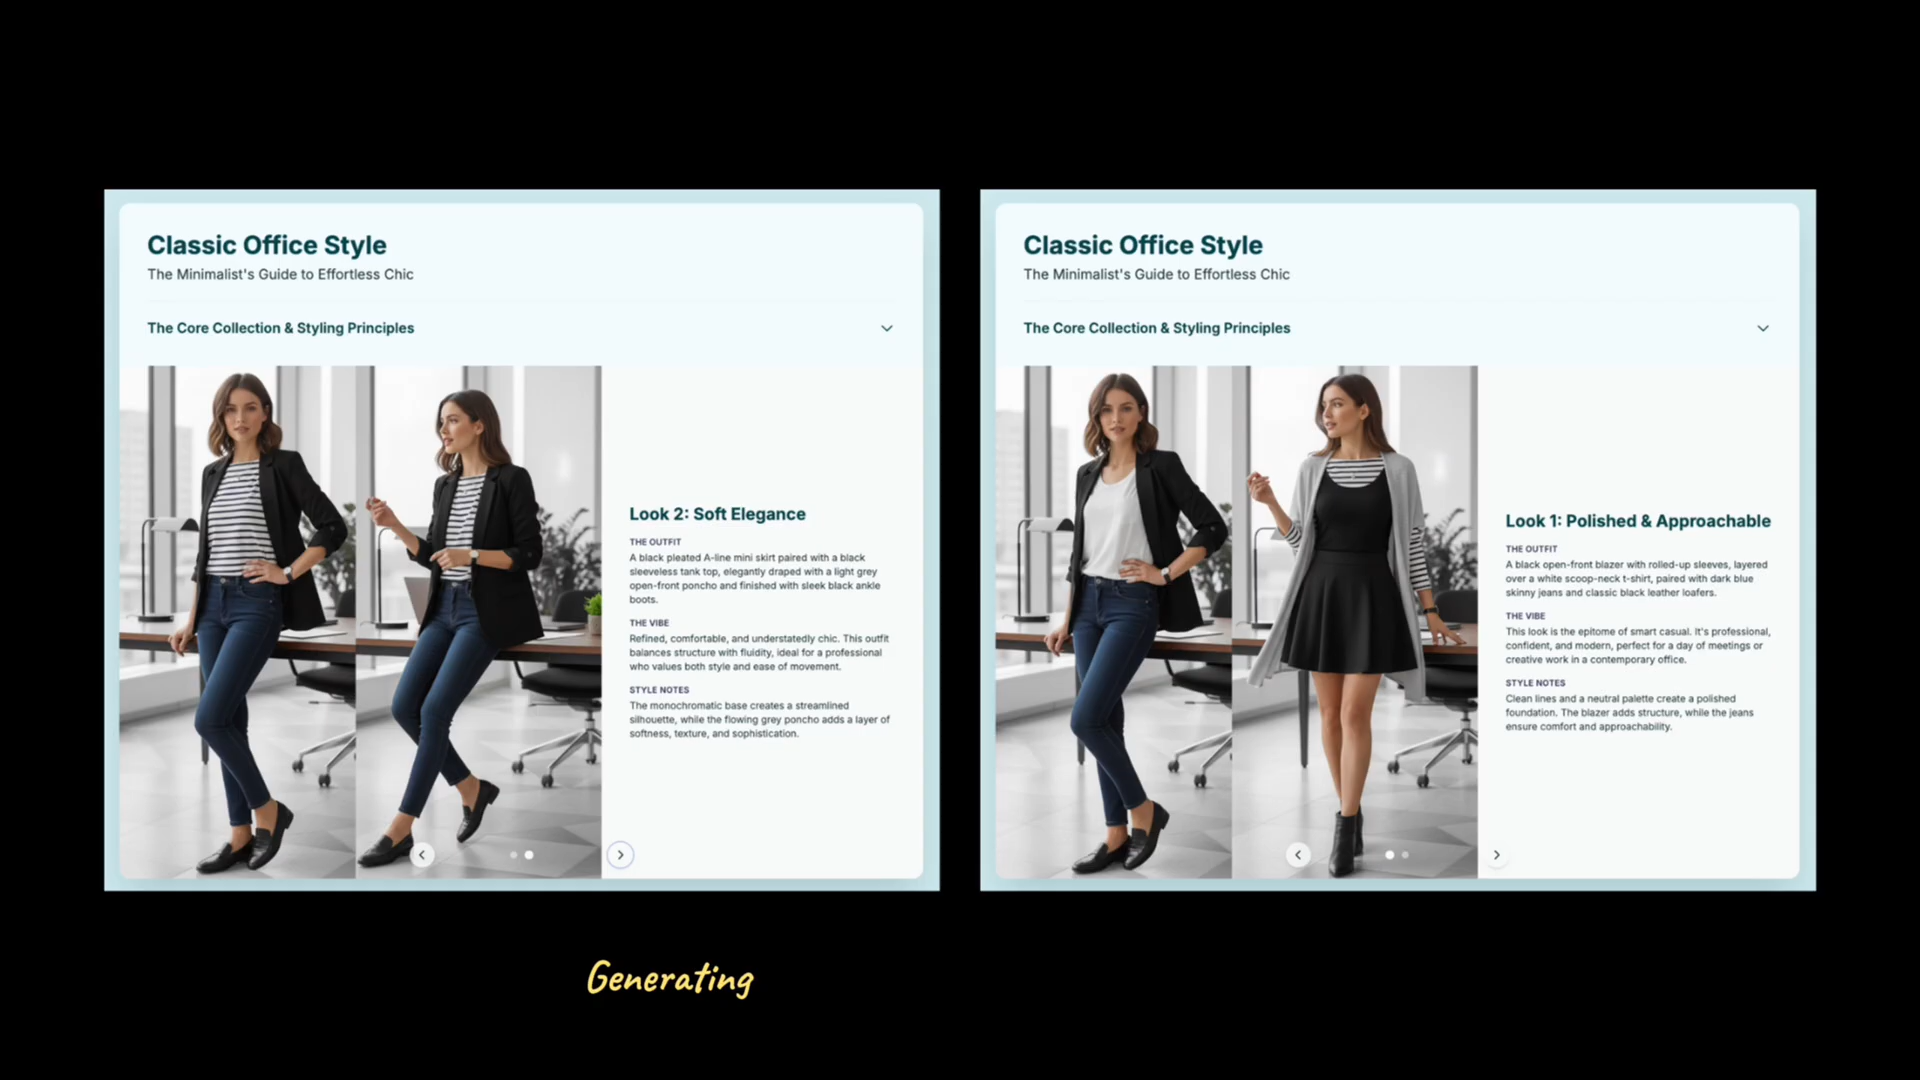 Classic Office Style
The Minimalist's Guide to Effortless Chic
The Core Collection & Styling Principles
Look 2: Soft Elegance
THE OUTFIT
A black pleated A-line mini skirt paired with a black
sleeveless tank top, elegantly draped with a light grey
open-front poncho and finished with sleek black ankle
boots.
THE VIBE
Refined, comfortable, and understatedly chic. This outfit
balances structure with fluidity, ideal for a professional
who values both style and ease of movement.
STYLE NOTES
The monochromatic base creates a streamlined
silhouette, while the flowing grey poncho adds a layer of
softness, texture, and sophistication.
Classic Office Style
The Minimalist's Guide to Effortless Chic
The Core Collection & Styling Principles
Look 1: Polished & Approachable
THE OUTFIT
A black open-front blazer with rolled-up sleeves, layered
over a white scoop-neck t-shirt, paired with dark blue
skinny jeans and classic black leather loafers.
THE VIBE
This look is the epitome of smart casual. It's professional,
confident, and modern, perfect for a day of meetings or
creative work in a contemporary office.
STYLE NOTES
Clean lines and a neutral palette create a polished
foundation. The blazer adds structure, while the jeans
ensure comfort and approachability.
Generating